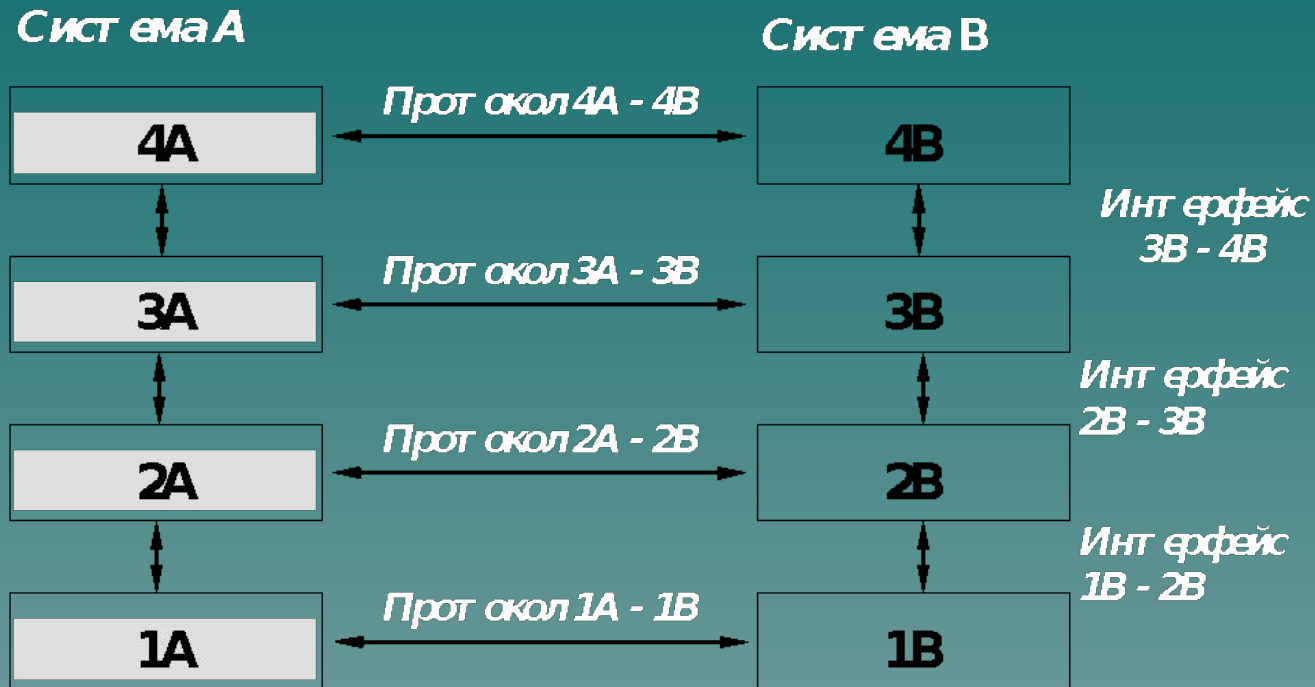 Система А
Система В
Протокол 4А - 4В
4А
4В
Интерфейс
3В - 4В
Протокол 3А - 3В
3А
3В
Интерфейс
2В - 3В
Протокол 2А - 2В
2А
2В
Интерфейс
1В - 2В
Протокол 1А - 1В
1А
1В